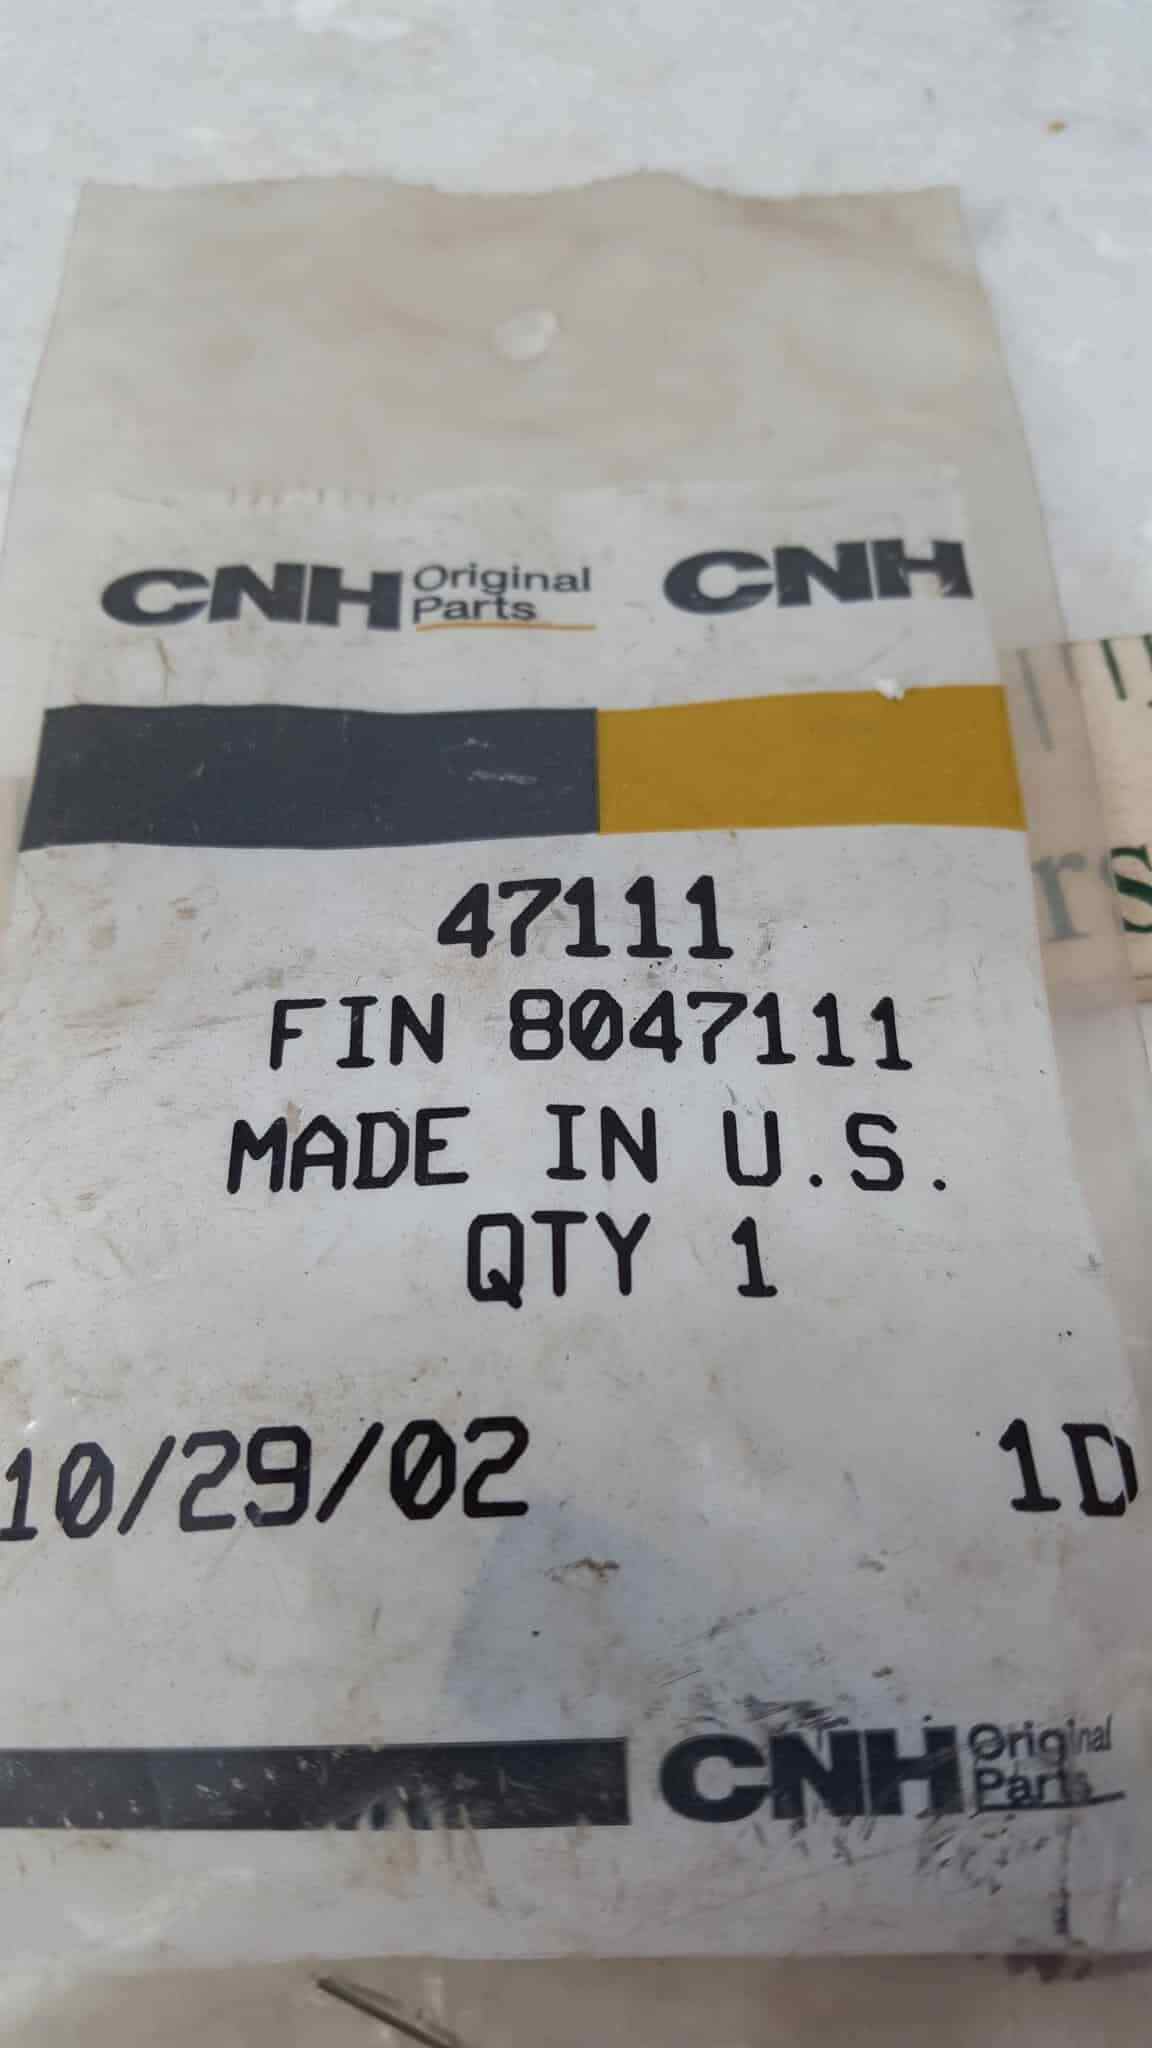 CNH Original Parts CNH
47111
FIN 8047111
MADE IN U.S.
QTY 1
10/29/02 1D
CNH Original Parts